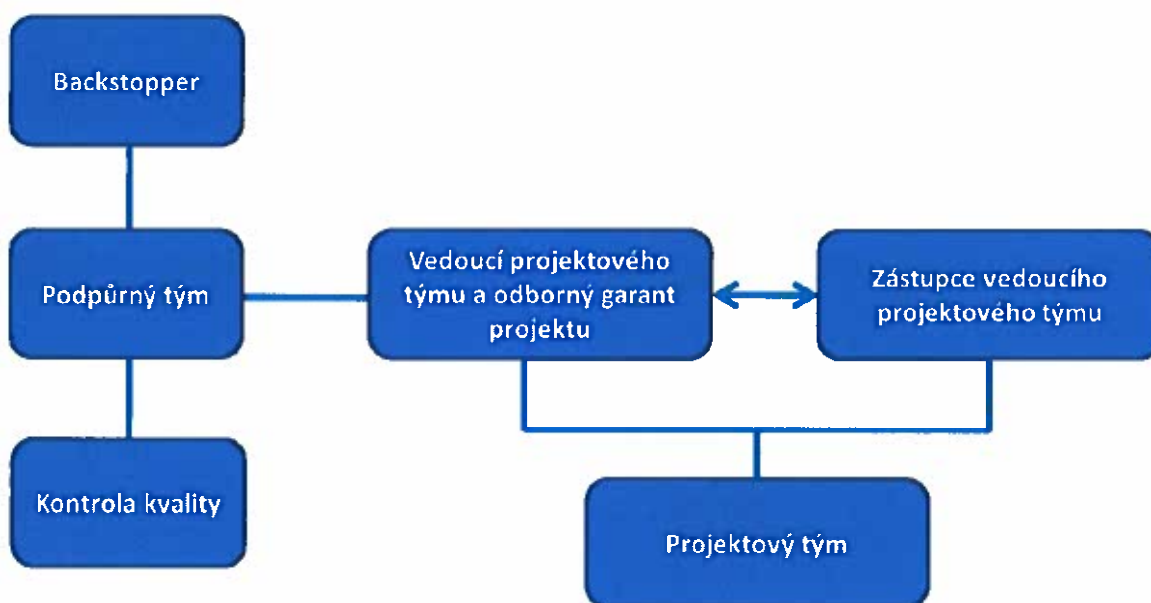 Backstopper
Podpůrný tým
Vedoucí projektového
týmu a odborný garant
projektu
Zástupce vedoucího
projektového týmu
Kontrola kvality
Projektový tým